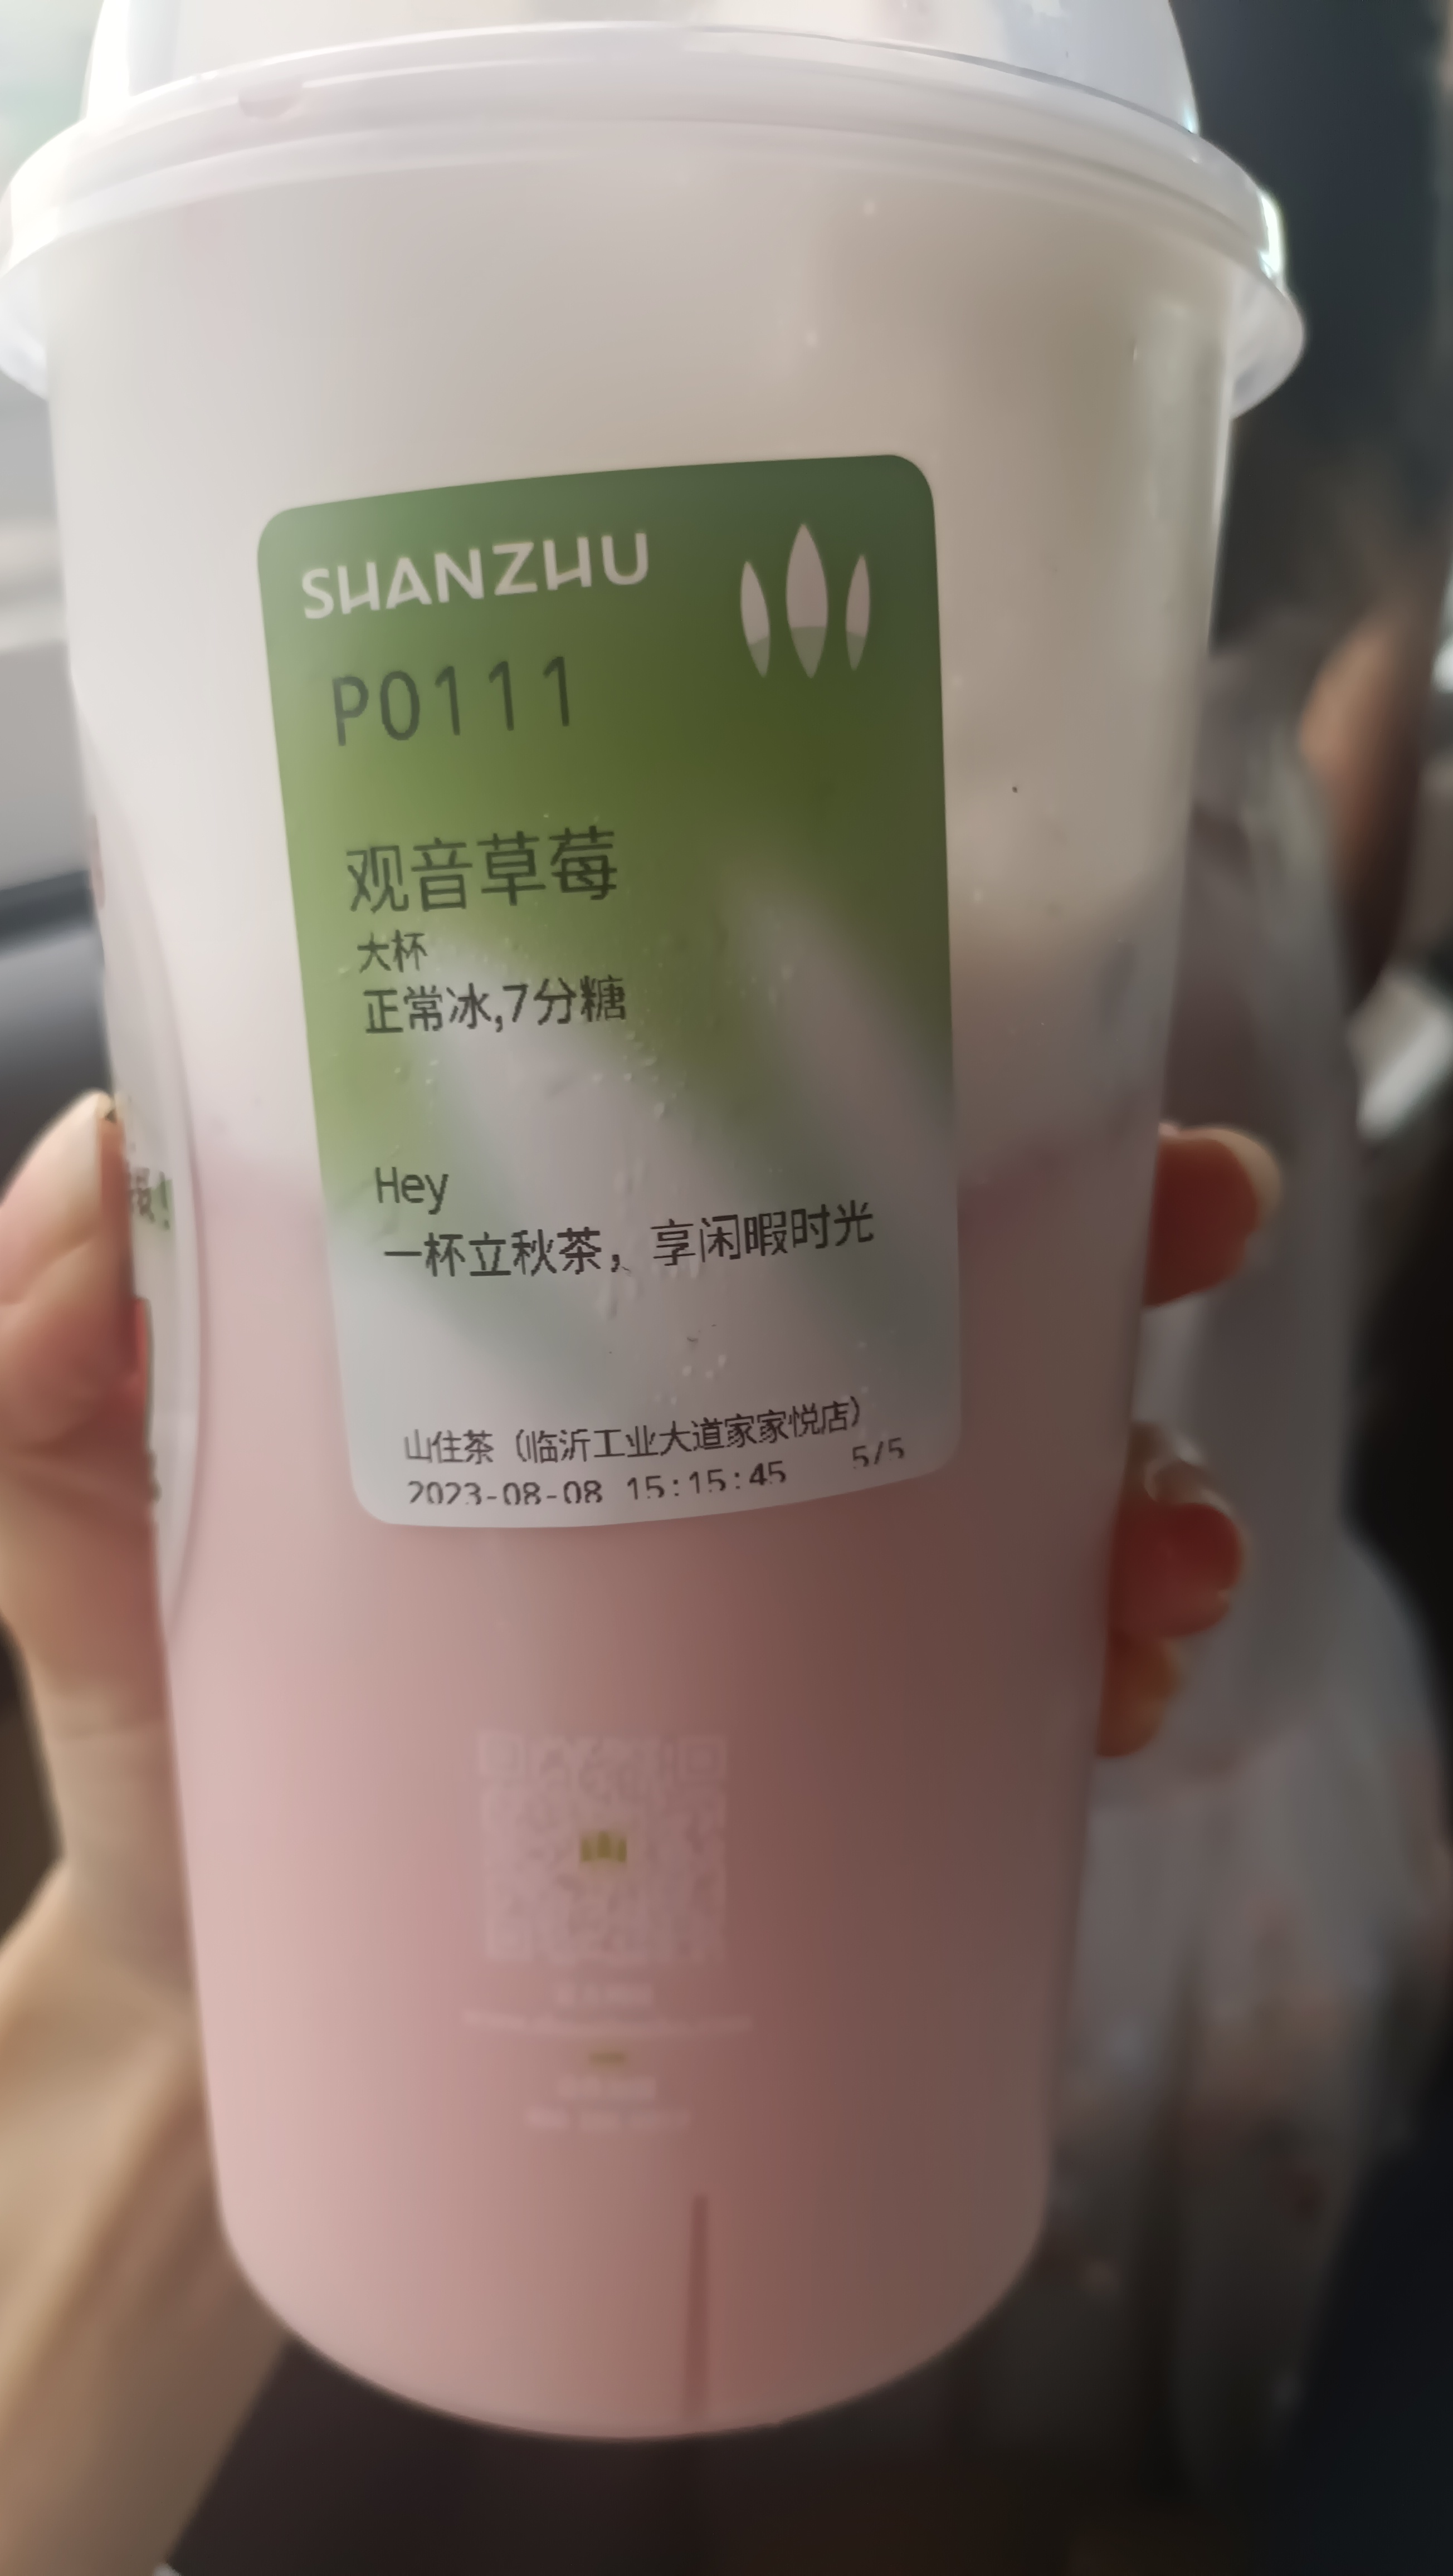 SHANZHU
P0111
观音草莓
大杯
正常冰,7分糖
Hey
一杯立秋茶，享闲暇时光
山住茶（临沂工业大道家家悦店）
2023-08-08 15:15:45 5/5